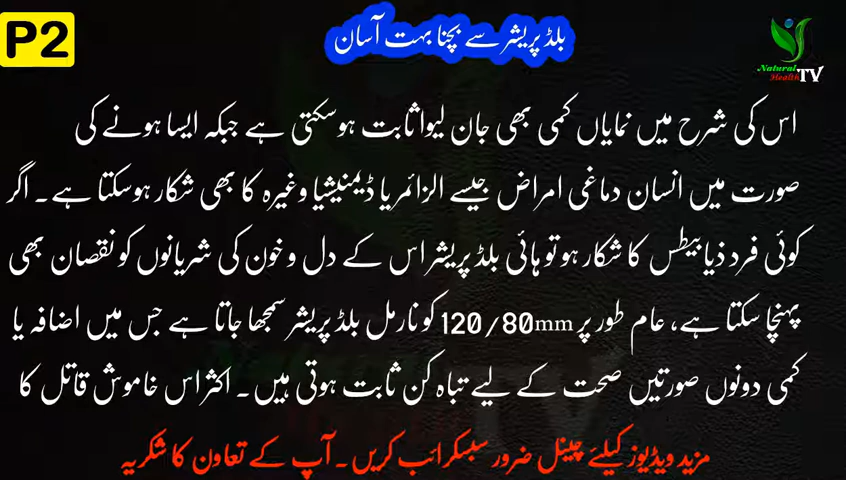 P2
بلڈ پریشر سے بچنا بہت آسان
Natural
Health TV
اس کی شرح میں نمایاں کمی بھی جان لیوا ثابت ہوسکتی ہے جبکہ ایسا ہونے کی
صورت میں انسان دماغی امراض جیسے الزائمر یا ڈیمنیشیا وغیرہ کا بھی شکار ہوسکتا ہے۔ اگر
کوئی فرد ذیابیطس کا شکار ہو تو ہائی بلڈ پریشر اس کے دل و خون کی شریانوں کو نقصان بھی
پہنچا سکتا ہے، عام طور پر 120/80mm کو نارمل بلڈ پریشر سمجھا جاتا ہے جس میں اضافہ یا
کمی دونوں صورتیں صحت کے لیے تباہ کن ثابت ہوتی ہیں۔ اکثر اس خاموش قاتل کا
مزید ویڈیوز کیلئے چینل ضرور سبسکرائب کریں۔ آپ کے تعاون کا شکریہ